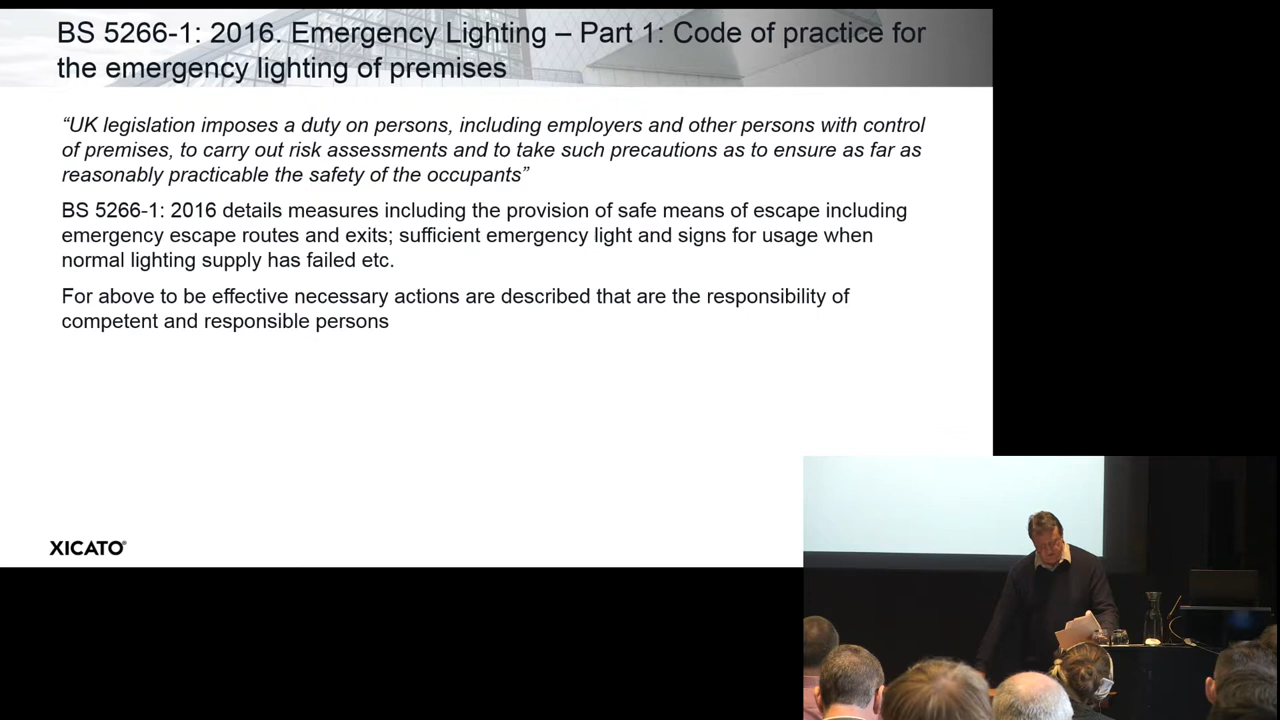 BS 5266-1: 2016. Emergency Lighting – Part 1: Code of practice for
the emergency lighting of premises
“UK legislation imposes a duty on persons, including employers and other persons with control
of premises, to carry out risk assessments and to take such precautions as to ensure as far as
reasonably practicable the safety of the occupants”
BS 5266-1: 2016 details measures including the provision of safe means of escape including
emergency escape routes and exits; sufficient emergency light and signs for usage when
normal lighting supply has failed etc.
For above to be effective necessary actions are described that are the responsibility of
competent and responsible persons
XICATO®